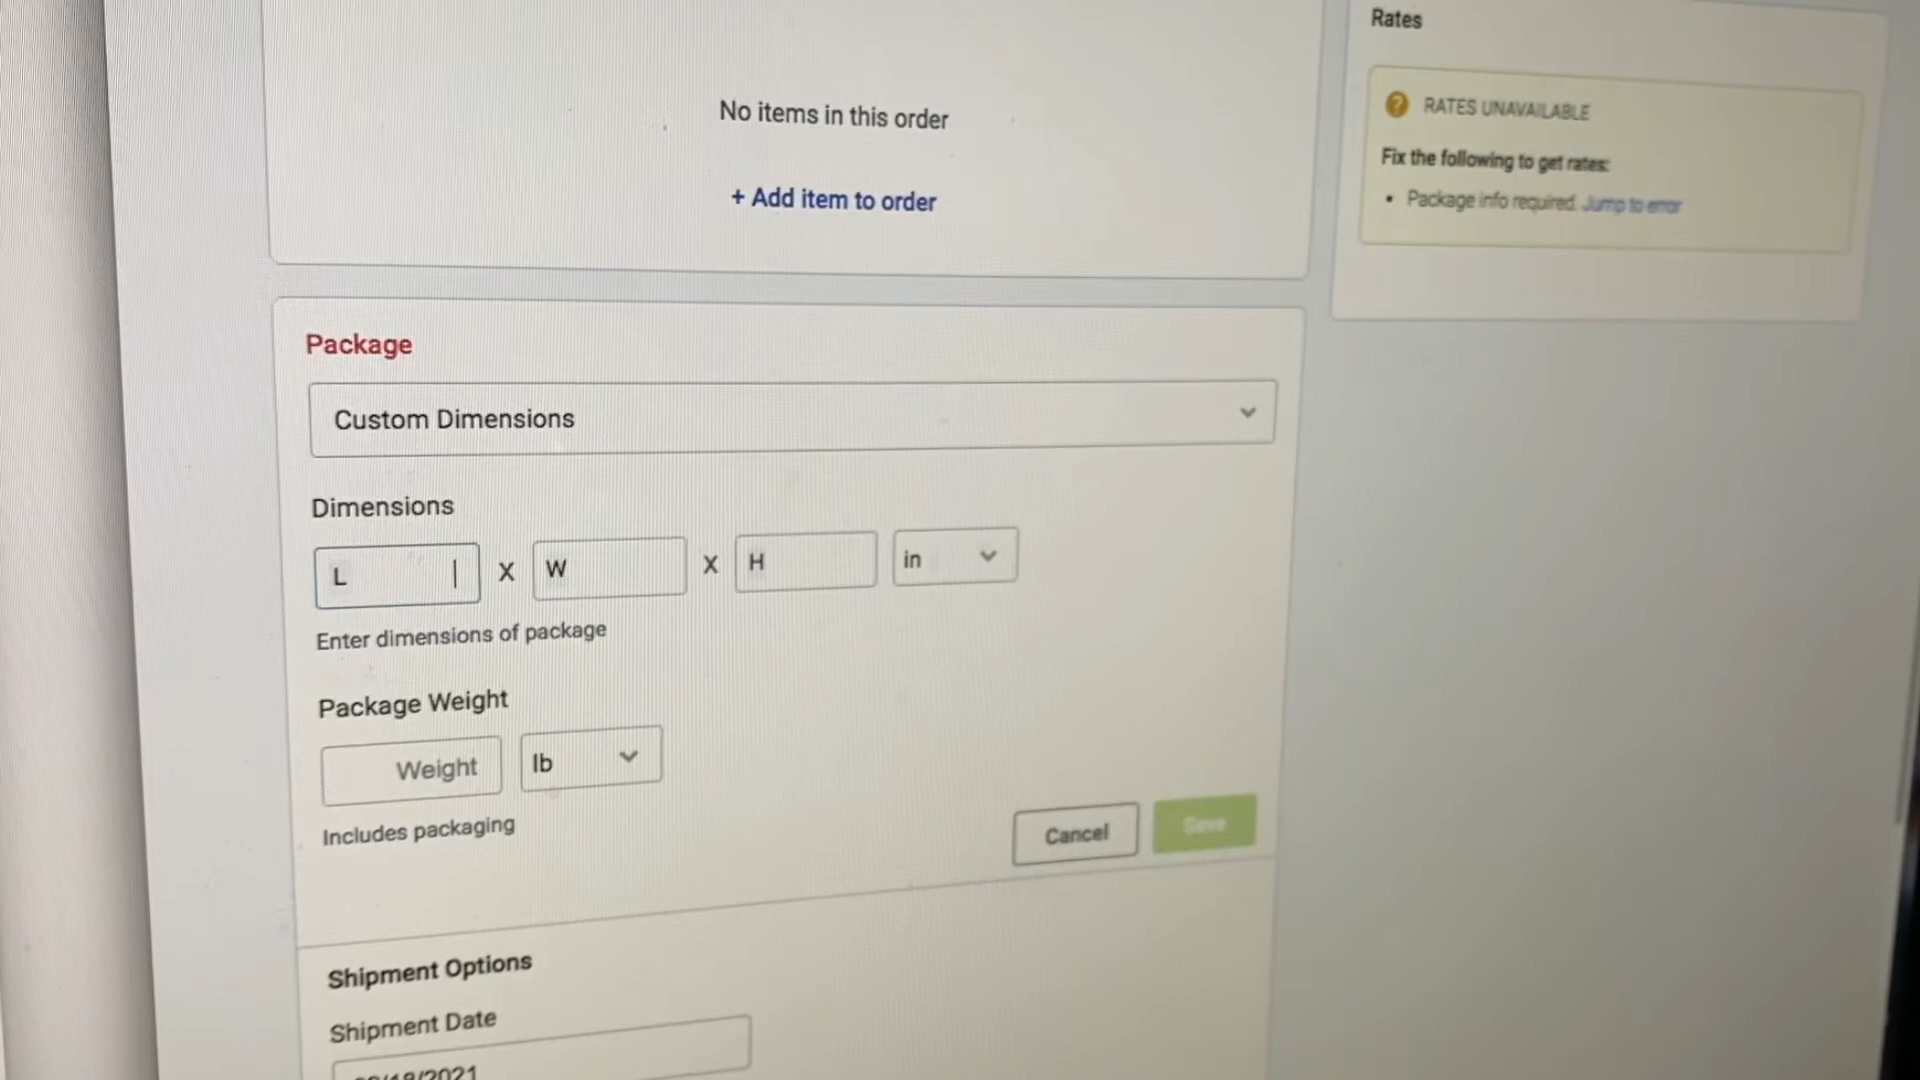 Rates
RATES UNAVAILABLE
Fix the following to get rates:
• Package info required. Jump to error
No items in this order
+ Add item to order
Package
Custom Dimensions
Dimensions
L X W X H in
Enter dimensions of package
Package Weight
Weight lb
Includes packaging
Cancel Save
Shipment Options
Shipment Date
/2021